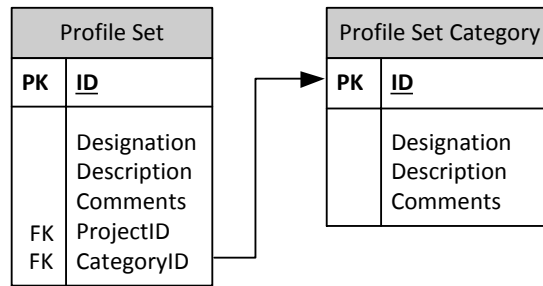 Profile Set
PK ID
Designation
Description
Comments
FK ProjectID
FK CategoryID
Profile Set Category
PK ID
Designation
Description
Comments